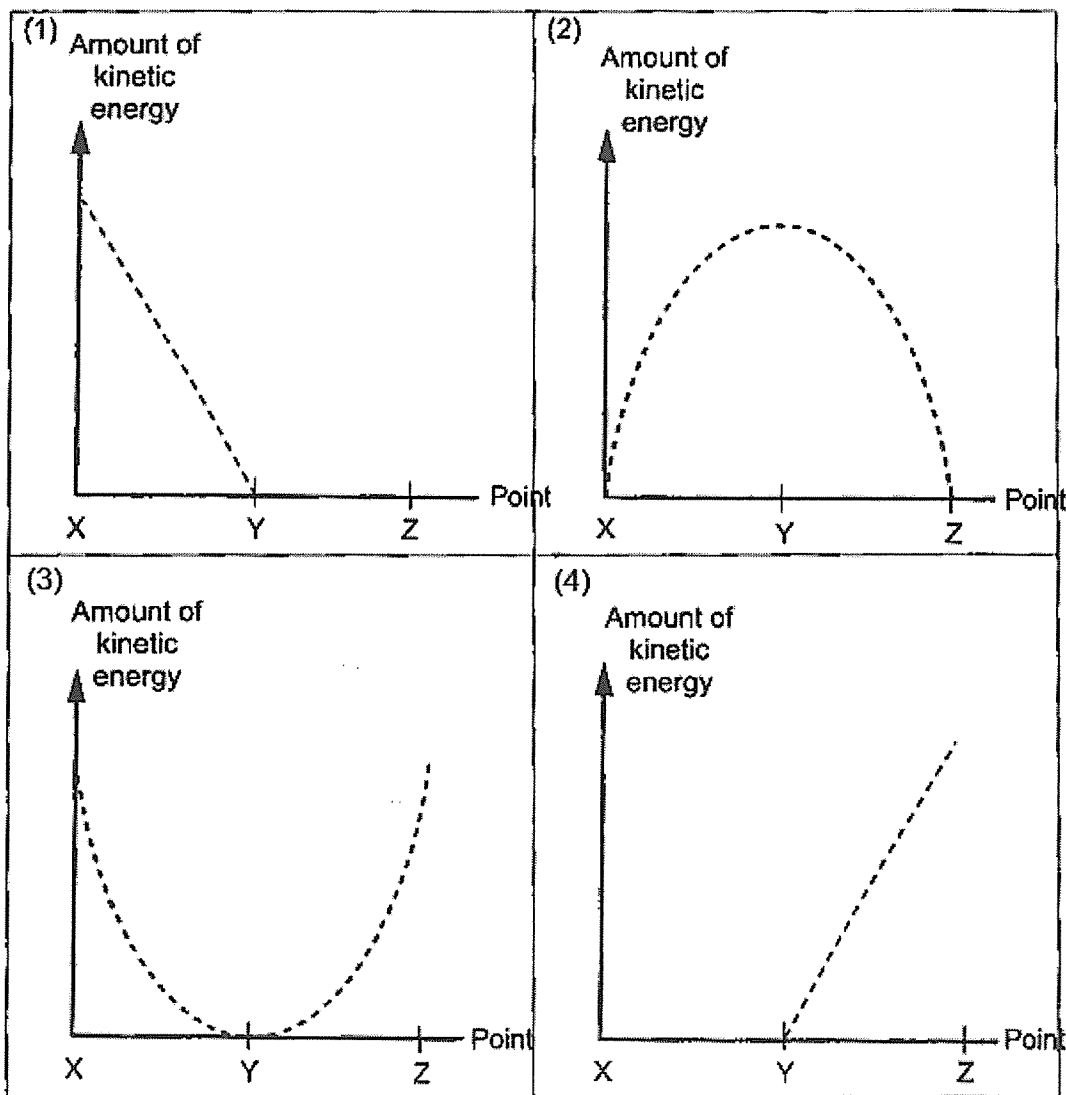 (1)
Amount of
kinetic
energy
Point
X Y Z
(2)
Amount of
kinetic
energy
Point
X Y Z
(3)
Amount of
kinetic
energy
Point
X Y Z
(4)
Amount of
kinetic
energy
Point
X Y Z